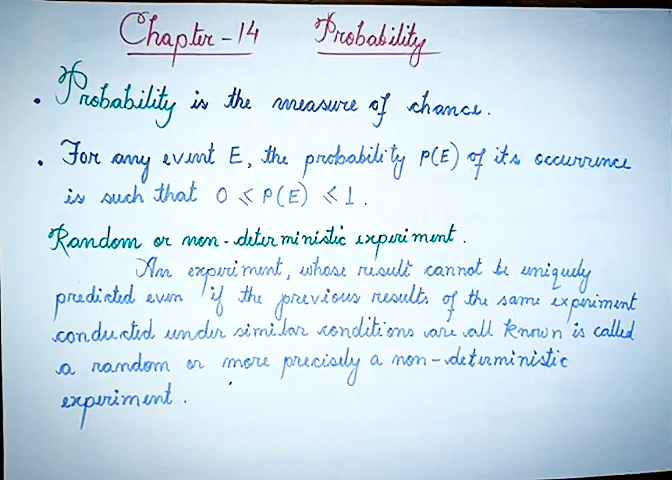 Chapter - 14 Probability
• Probability is the measure of chance.
• For any event E, the probability P(E) of its occurrence
is such that 0 ⩽ P(E) ⩽ 1.
Random or non-deterministic experiment.
An experiment, whose result cannot be uniquely
predicted even if the previous results of the same experiment
conducted under similar conditions are all known is called
a random or more precisely a non-deterministic
experiment.